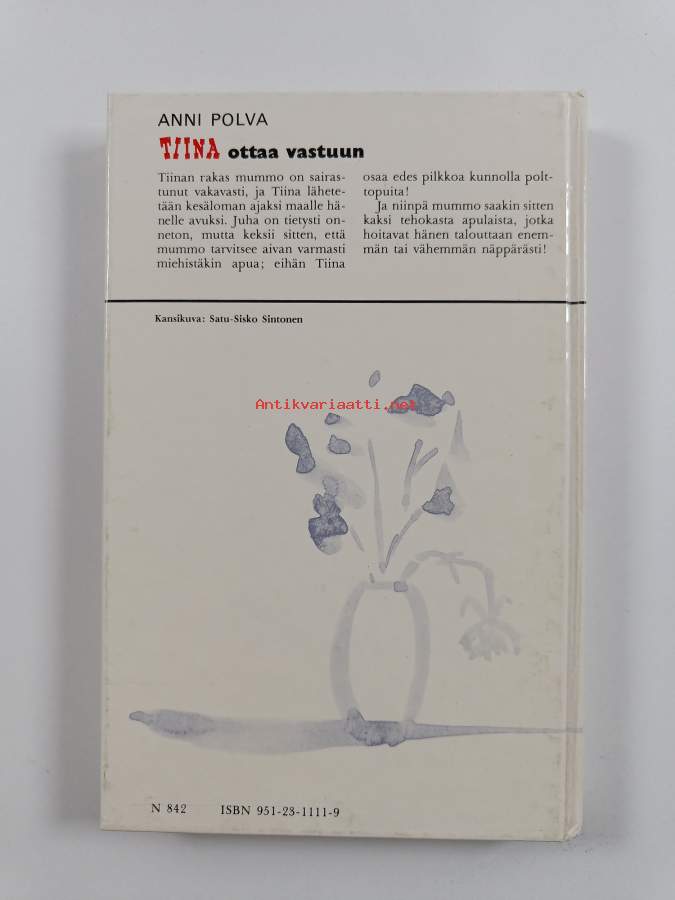 ANNI POLVA
TIINA ottaa vastuun
Tiinan rakas mummo on sairas-
tunut vakavasti, ja Tiina lähete-
tään kesäloman ajaksi maalle hä-
nelle avuksi. Juha on tietysti on-
neton, mutta keksii sitten, että
mummo tarvitsee aivan varmasti
miehistäkin apua; eihän Tiina
osaa edes pilkkoa kunnolla polt-
topuita!
Ja niinpä mummo saakin sitten
kaksi tehokasta apulaista, jotka
hoitavat hänen talouttaan enem-
män tai vähemmän näppärästi!
Kansikuva: Satu-Sisko Sintonen
Antikvariaatti.net
N 842 ISBN 951-23-1111-9